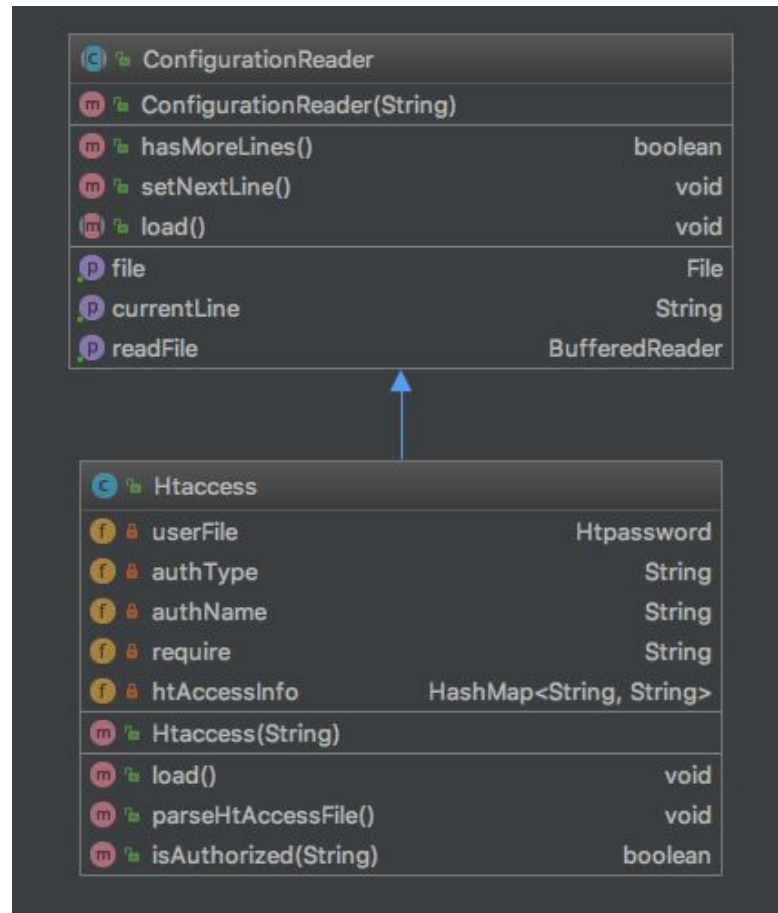 ConfigurationReader
ConfigurationReader(String)
hasMoreLines() boolean
setNextLine() void
load() void
file File
currentLine String
readFile BufferedReader
Htaccess
userFile Htpassword
authType String
authName String
require String
htAccessInfo HashMap<String, String>
Htaccess(String)
load() void
parseHtAccessFile() void
isAuthorized(String) boolean